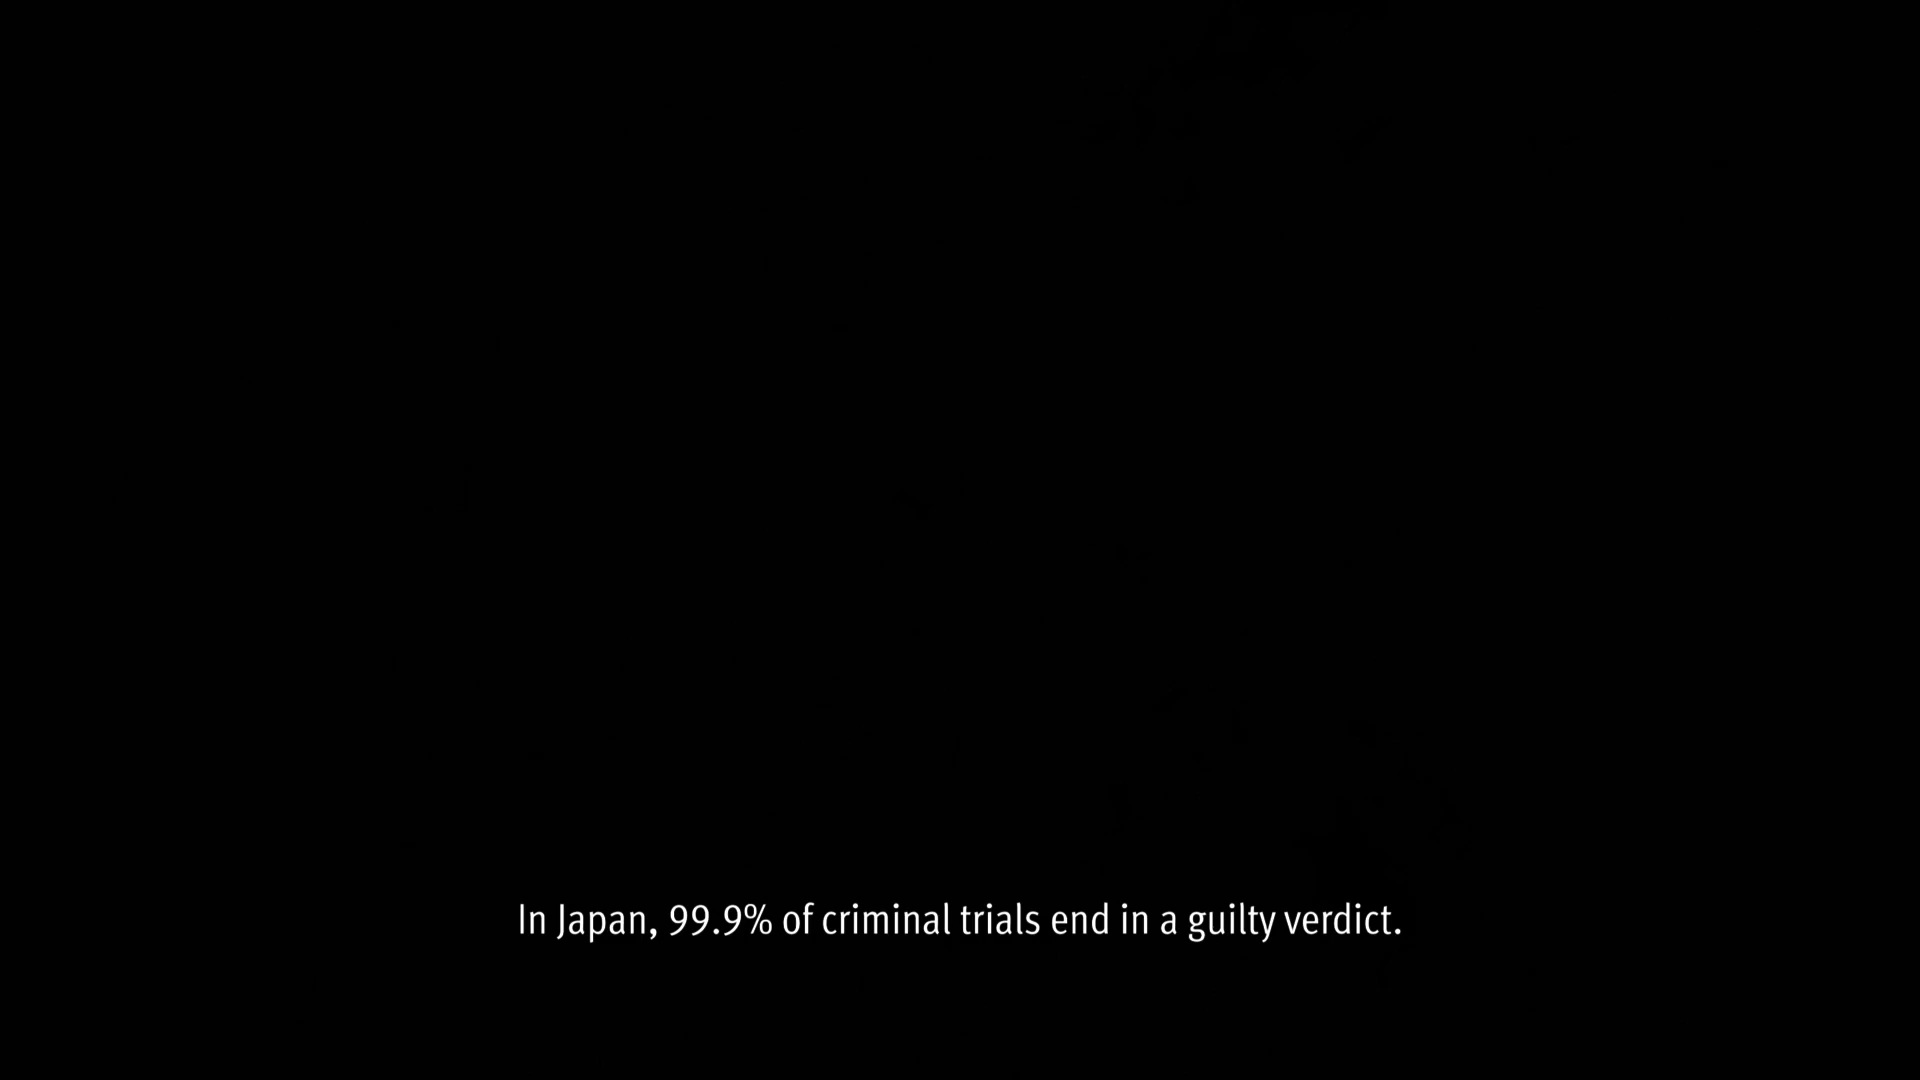 In Japan, 99.9% of criminal trials end in a guilty verdict.